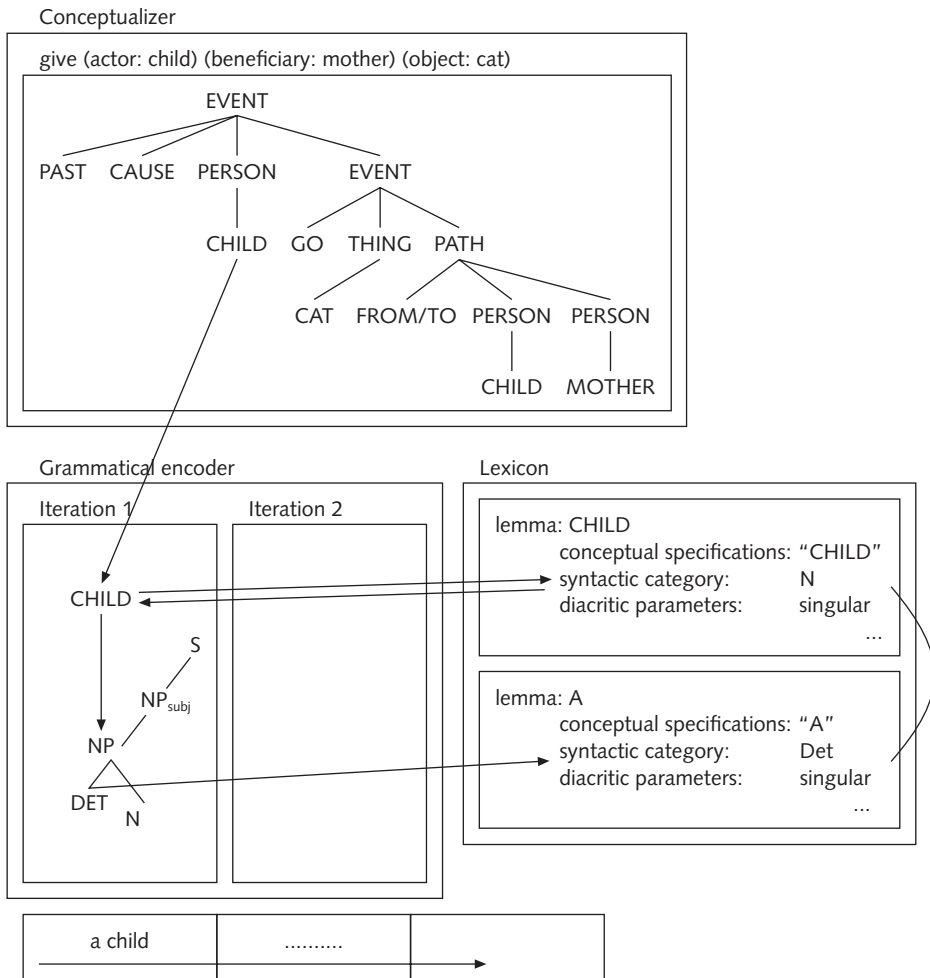 Conceptualizer
give (actor: child) (beneficiary: mother) (object: cat)
EVENT
PAST CAUSE PERSON EVENT
CHILD GO THING PATH
CAT FROM/TO PERSON PERSON
CHILD MOTHER
Grammatical encoder
Iteration 1 Iteration 2
CHILD
S
NPsubj
NP
DET
N
Lexicon
lemma: CHILD
conceptual specifications: “CHILD”
syntactic category: N
diacritic parameters: singular
...
lemma: A
conceptual specifications: “A”
syntactic category: Det
diacritic parameters: singular
...
a child ..........